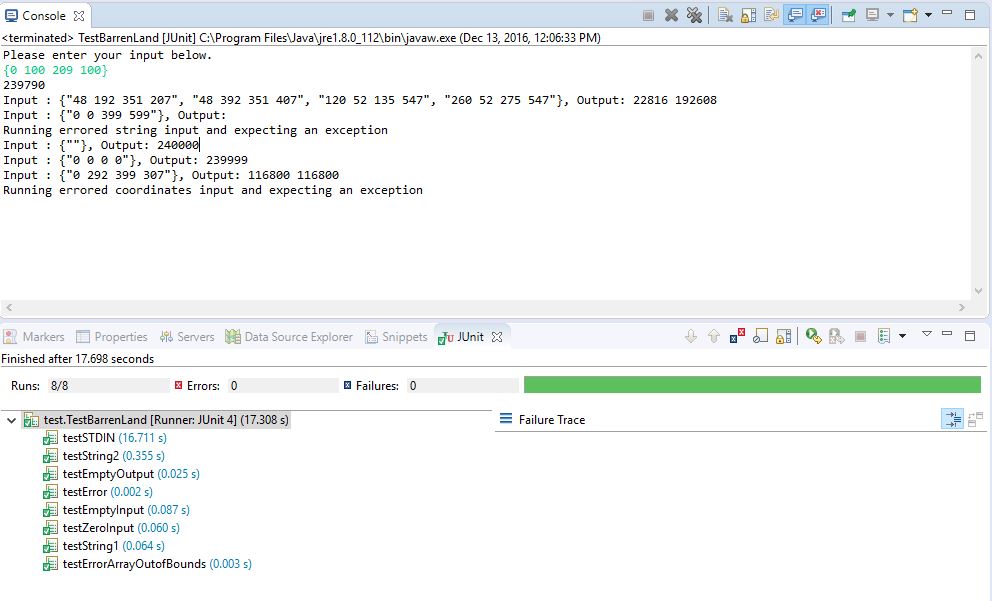 Console
<terminated> TestBarrenLand [JUnit] C:\Program Files\Java\jre1.8.0_112\bin\javaw.exe (Dec 13, 2016, 12:06:33 PM)
Please enter your input below.
{0 100 209 100}
239790
Input : {"48 192 351 207", "48 392 351 407", "120 52 135 547", "260 52 275 547"}, Output: 22816 192608
Input : {"0 0 399 599"}, Output:
Running errored string input and expecting an exception
Input : {""}, Output: 240000
Input : {"0 0 0 0"}, Output: 239999
Input : {"0 292 399 307"}, Output: 116800 116800
Running errored coordinates input and expecting an exception
Markers Properties Servers Data Source Explorer Snippets JUnit
Finished after 17.698 seconds
Runs: 8/8 Errors: 0 Failures: 0
test.TestBarrenLand [Runner: JUnit 4] (17.308 s)
Failure Trace
testSTDIN (16.711 s)
testString2 (0.355 s)
testEmptyOutput (0.025 s)
testError (0.002 s)
testEmptyInput (0.087 s)
testZeroInput (0.060 s)
testString1 (0.064 s)
testErrorArrayOutofBounds (0.003 s)